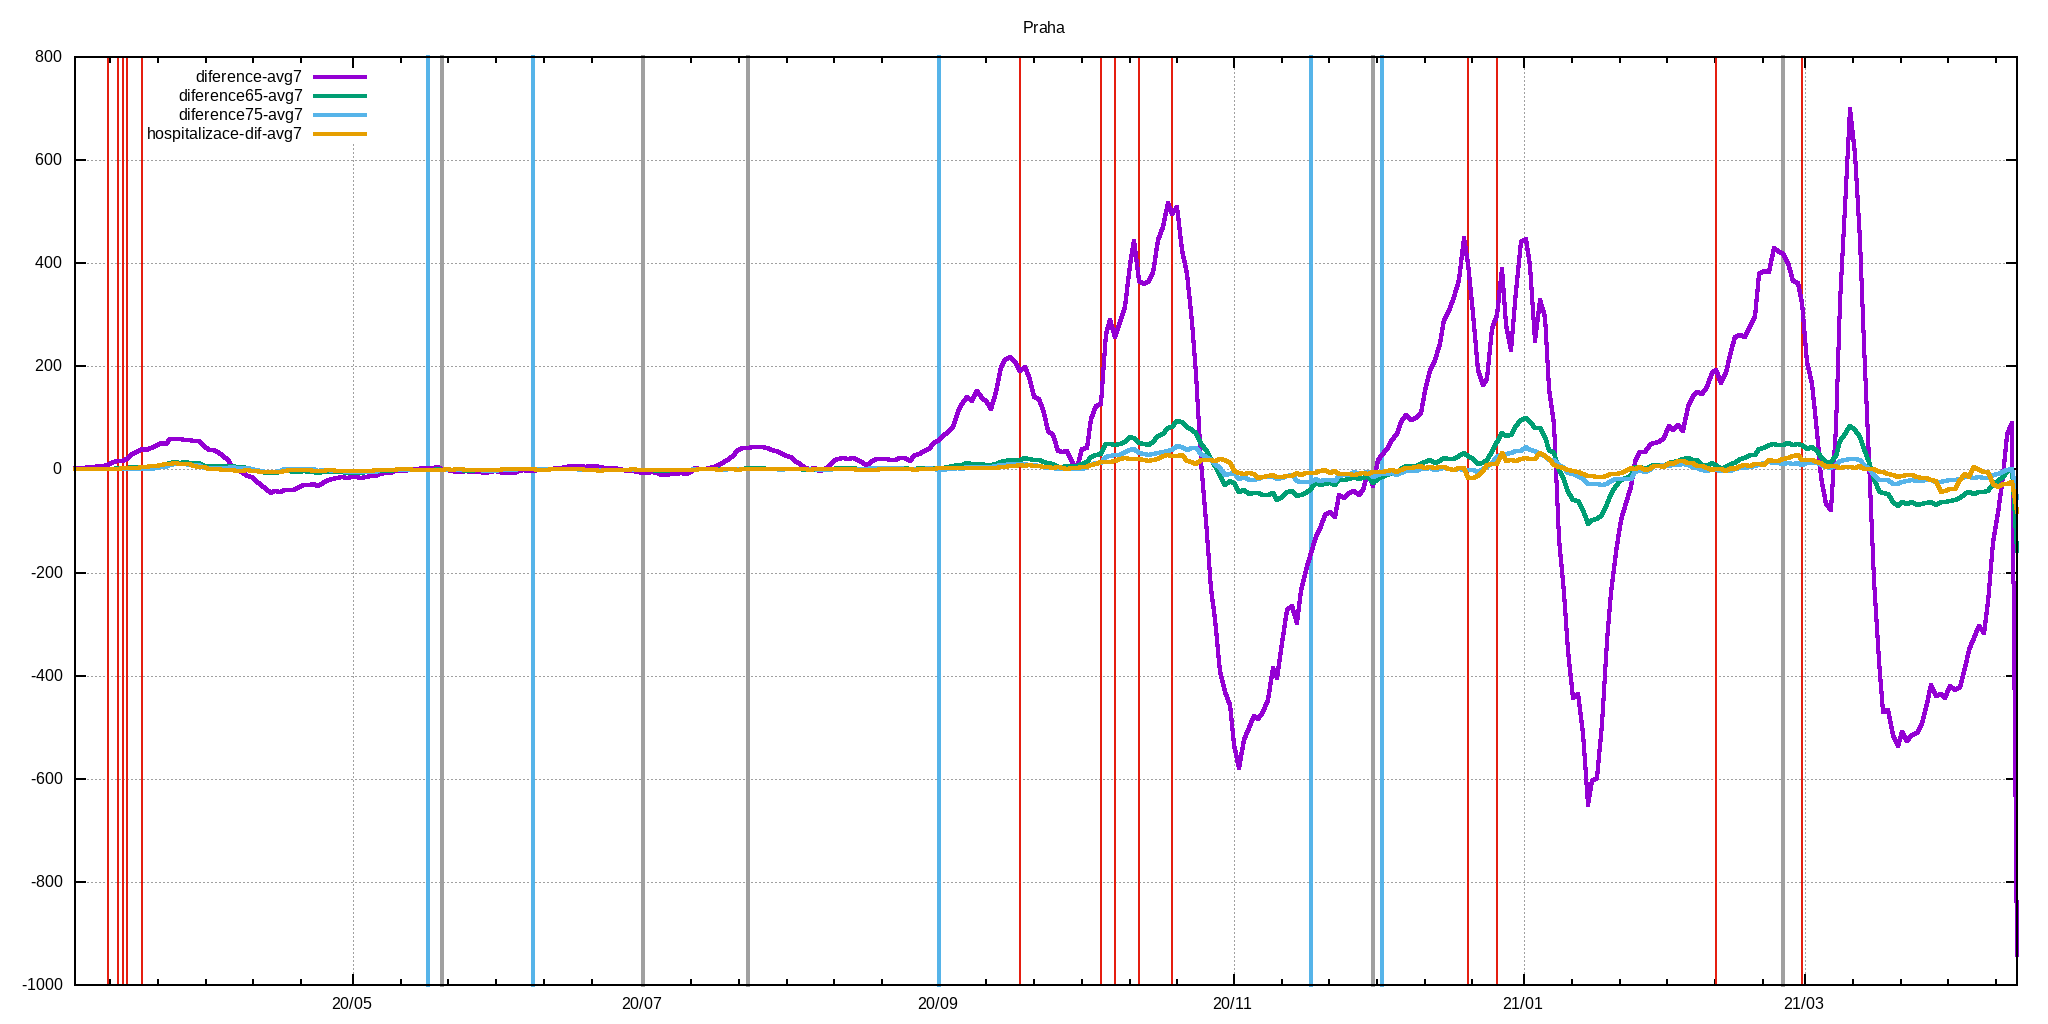 Praha
800
diference-avg7
diference65-avg7
diference75-avg7
hospitalizace-dif-avg7
600
400
200
0
-200
-400
-600
-800
-1000
20/05 20/07 20/09 20/11 21/01 21/03